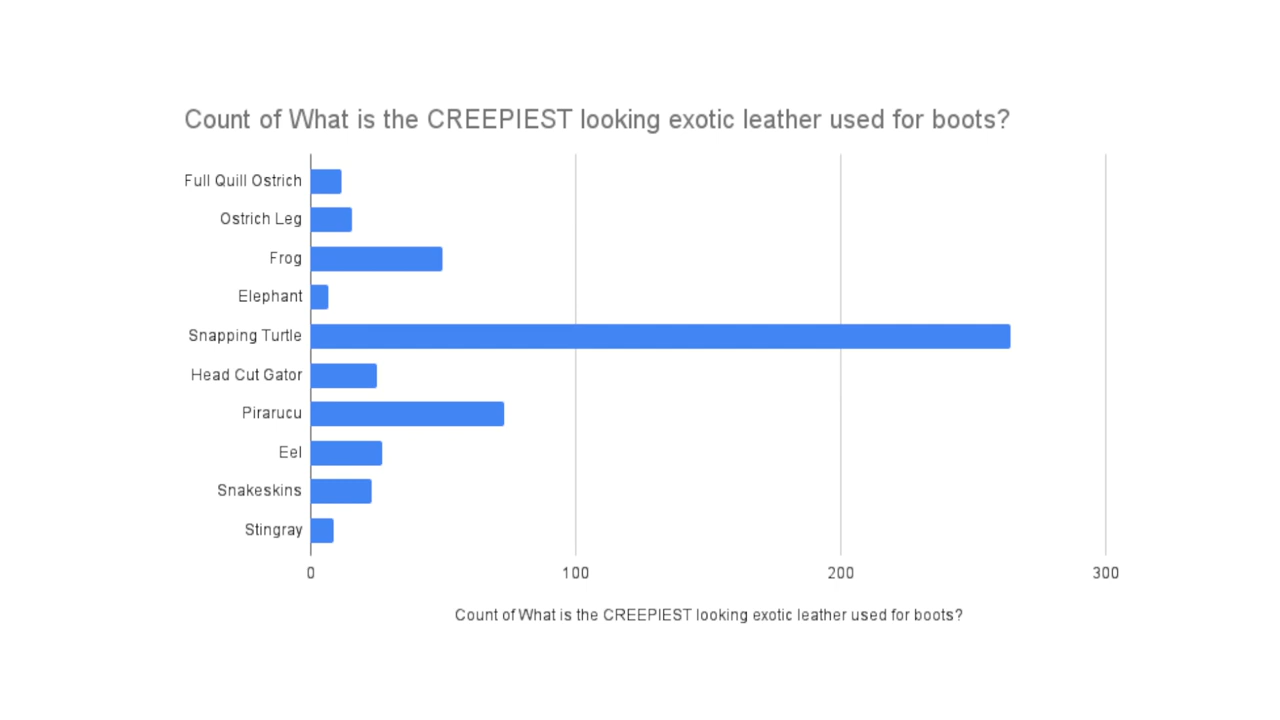 Count of What is the CREEPIEST looking exotic leather used for boots?
Full Quill Ostrich
Ostrich Leg
Frog
Elephant
Snapping Turtle
Head Cut Gator
Pirarucu
Eel
Snakeskins
Stingray
0 100 200 300
Count of What is the CREEPIEST looking exotic leather used for boots?